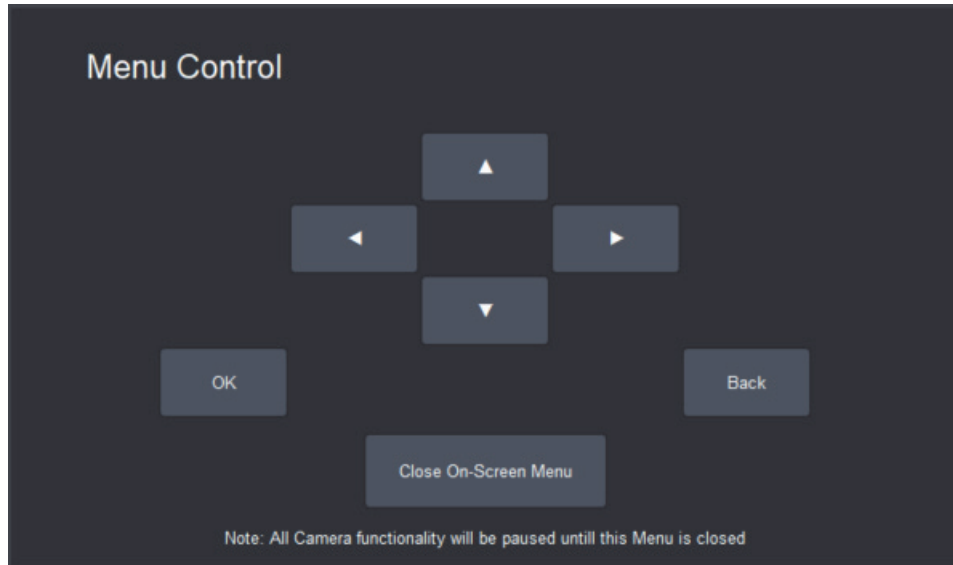 Menu Control
▲
◄ ►
▼
OK Back
Close On-Screen Menu
Note: All Camera functionality will be paused untill this Menu is closed